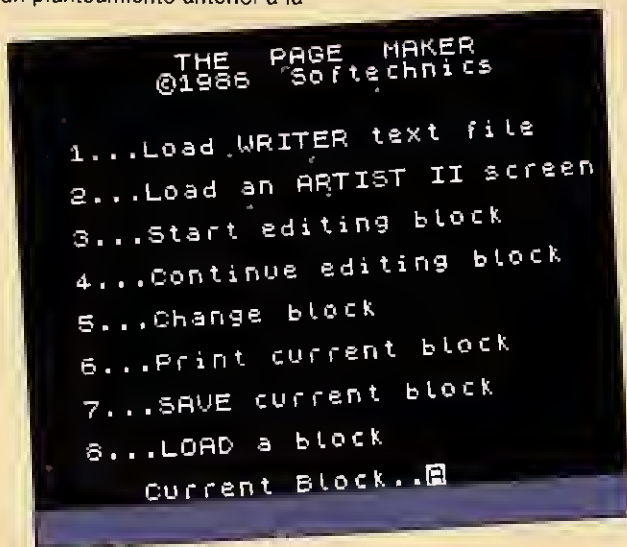 un planteamiento anterior a la
THE PAGE MAKER
©1986 Softechnics
1...Load WRITER text file
2...Load an ARTIST II screen
3...Start editing block
4...Continue editing block
5...Change block
6...Print current block
7...SAVE current block
8...LOAD a block
Current Block..A